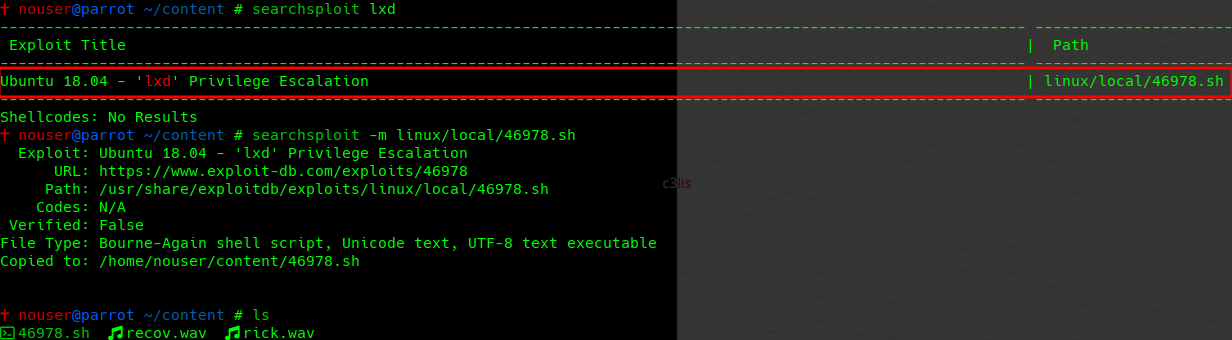 † nouser@parrot ~/content # searchsploit lxd
Exploit Title | Path
Ubuntu 18.04 - 'lxd' Privilege Escalation | linux/local/46978.sh
Shellcodes: No Results
† nouser@parrot ~/content # searchsploit -m linux/local/46978.sh
Exploit: Ubuntu 18.04 - 'lxd' Privilege Escalation
URL: https://www.exploit-db.com/exploits/46978
Path: /usr/share/exploitdb/exploits/linux/local/46978.sh
c3lis
Codes: N/A
Verified: False
File Type: Bourne-Again shell script, Unicode text, UTF-8 text executable
Copied to: /home/nouser/content/46978.sh
† nouser@parrot ~/content # ls
46978.sh recov.wav rick.wav